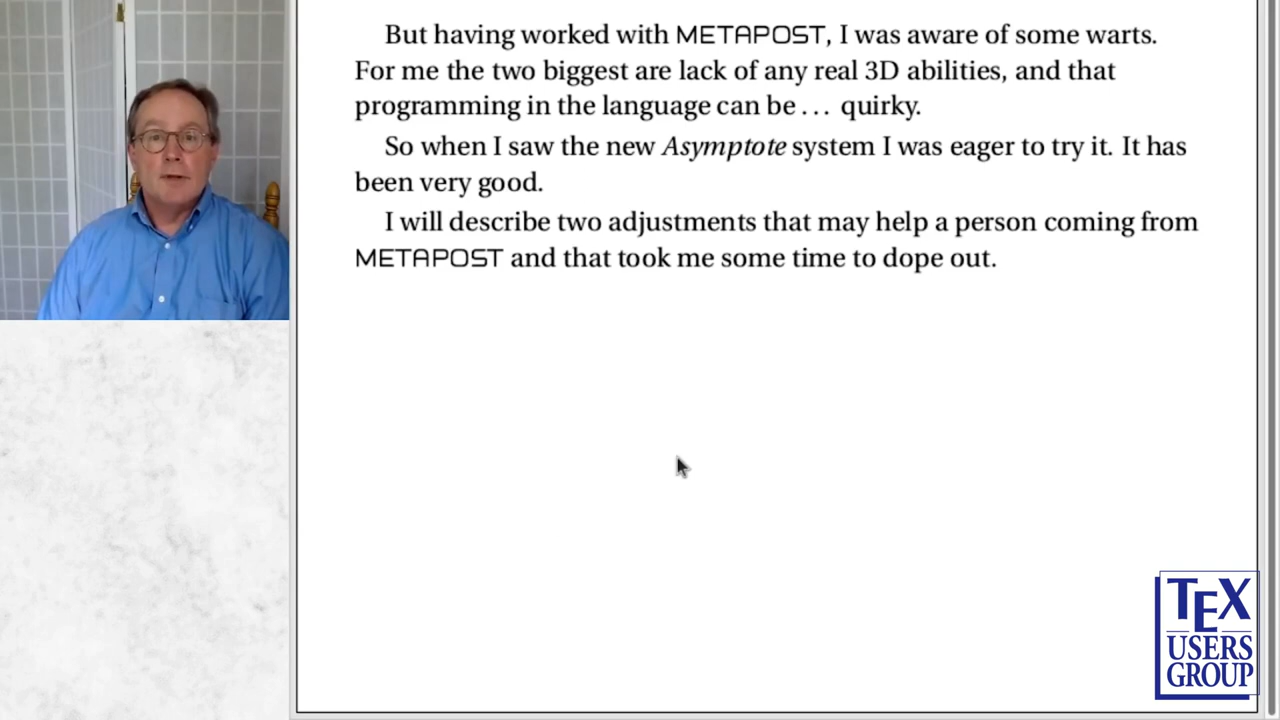 But having worked with METAPOST, I was aware of some warts.
For me the two biggest are lack of any real 3D abilities, and that
programming in the language can be ... quirky.
So when I saw the new Asymptote system I was eager to try it. It has
been very good.
I will describe two adjustments that may help a person coming from
METAPOST and that took me some time to dope out.
TEX
USERS
GROUP